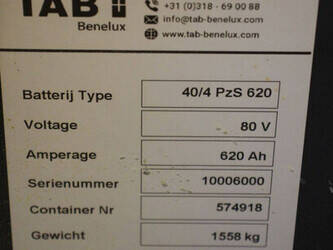 TAB
Benelux
+31 (0)318 - 69 00 88
info@tab-benelux.com
www.tab-benelux.com
Batterij Type 40/4 PzS 620
Voltage 80 V
Amperage 620 Ah
Serienummer 10006000
Container Nr 574918
Gewicht 1558 kg